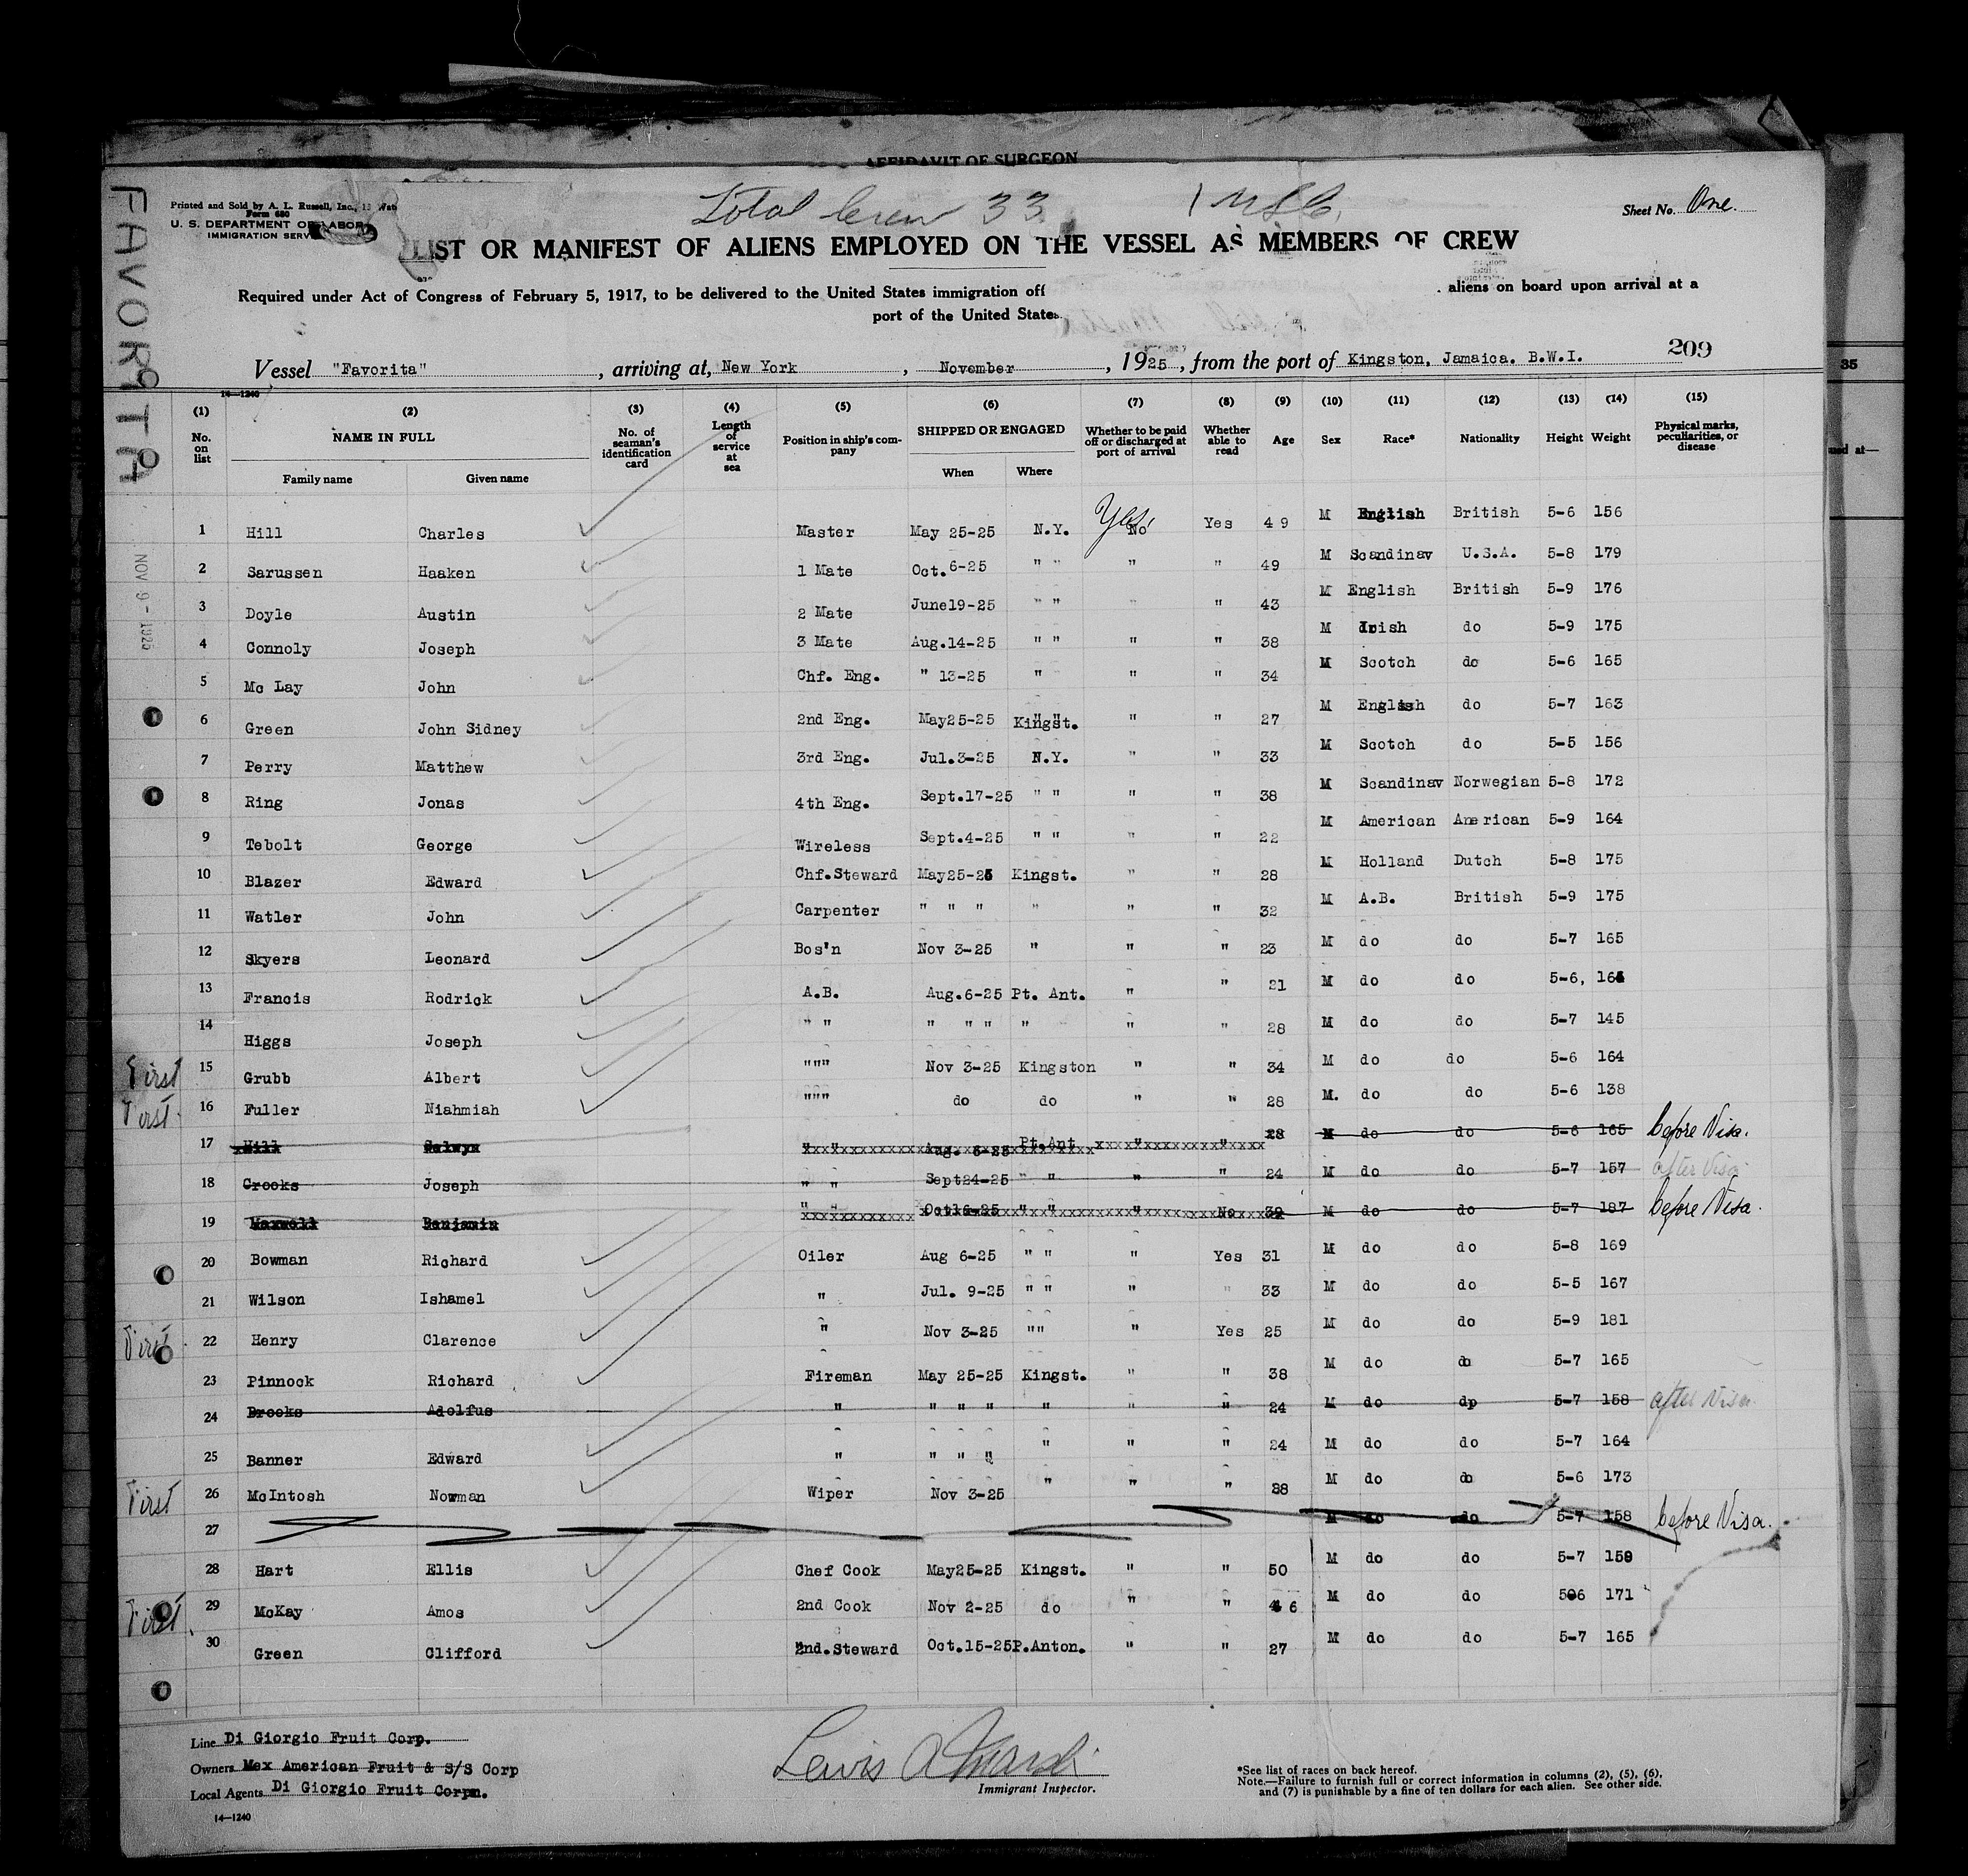 AFFIDAVIT OF SURGEON
Total Crew 33
Sheet No. One.
Printed and Sold by A. L. Russell, Inc.,
Form 680
U. S. DEPARTMENT OF LABOR
IMMIGRATION SERV
LIST OR MANIFEST OF ALIENS EMPLOYED ON THE VESSEL AS MEMBERS OF CREW
Required under Act of Congress of February 5, 1917, to be delivered to the United States immigration off aliens on board upon arrival at a
port of the United States
FAVORITA
NOV 9 - 1925
Vessel "Favorita", arriving at, New York, November, 1925, from the port of Kingston, Jamaica. B.W.I. 209
14—1240
(1) (2) (3) (4) (5) (6) (7) (8) (9) (10) (11) (12) (13) (14) (15)
No. on list NAME IN FULL Family name Given name No. of seaman's identification card Length of service at sea Position in ship's company SHIPPED OR ENGAGED When Where Whether to be paid off or discharged at port of arrival Whether able to read Age Sex Race* Nationality Height Weight Physical marks, peculiarities, or disease
1 Hill Charles Master May 25-25 N.Y. Yes No Yes 49 M English British 5-6 156
2 Sarussen Haaken 1 Mate Oct. 6-25 " " " " 49 M Scandinav U.S.A. 5-8 179
3 Doyle Austin 2 Mate June19-25 " " " " 43 M English British 5-9 176
4 Connoly Joseph 3 Mate Aug.14-25 " " " " 38 M Irish do 5-9 175
5 Mc Lay John Chf. Eng. " 13-25 " " " 34 M Scotch do 5-6 165
6 Green John Sidney 2nd Eng. May25-25 Kingst. " " 27 M English do 5-7 163
7 Perry Matthew 3rd Eng. Jul.3-25 N.Y. " " 33 M Scotch do 5-5 156
8 Ring Jonas 4th Eng. Sept.17-25 " " " " 38 M Scandinav Norwegian 5-8 172
9 Tebolt George Wireless Sept.4-25 " " " " 22 M American American 5-9 164
10 Blazer Edward Chf.Steward May25-25 Kingst. " " 28 M Holland Dutch 5-8 175
11 Watler John Carpenter " " " " " " 32 M A.B. British 5-9 175
12 Skyers Leonard Bos'n Nov 3-25 " " " 23 M do do 5-7 165
13 Francis Rodrick A.B. Aug.6-25 Pt. Ant. " " 21 M do do 5-6,
14 Higgs Joseph " " " " " " " " 28 M do do 5-7 145
First 15 Grubb Albert """ Nov 3-25 Kingston " " 34 M do do 5-6 164
First 16 Fuller Niahmiah """ do do " " 28 M. do do 5-6 138
17 Hill Selwyn " " Aug. 6-25 Pt.Ant " " 28 M do do 5-6 165 before Visa.
18 Crooks Joseph " " Sept24-25 " " " " 24 M do do 5-7 157 after Visa
19 Maxwell Benjamin " " Oct16-25 " " " No 39 M do do 5-7 187 before Visa.
20 Bowman Richard Oiler Aug 6-25 " " " Yes 31 M do do 5-8 169
21 Wilson Ishamel " Jul. 9-25 " " " " 33 M do do 5-5 167
First 22 Henry Clarence " Nov 3-25 "" " Yes 25 M do do 5-9 181
23 Pinnock Richard Fireman May 25-25 Kingst. " " 38 M do do 5-7 165
24 Brooks Adolfus " " " " " " " 24 M do dp 5-7 158 after Visa.
25 Banner Edward " " " " " " " 24 M do do 5-7 164
First 26 McIntosh Nowman Wiper Nov 3-25 " " " 38 M do do 5-6 173
27 M do do 5-7 158 before Visa.
28 Hart Ellis Chef Cook May25-25 Kingst. " " 50 M do do 5-7 159
First. 29 McKay Amos 2nd Cook Nov 2-25 do " " 46 M do do 506 171
30 Green Clifford 2nd.Steward Oct.15-25 P.Anton. " " 27 M do do 5-7 165
Line Di Giorgio Fruit Corp.
Owners Mex American Fruit & S/S Corp
Local Agents Di Giorgio Fruit Corpn.
14—1240
Immigrant Inspector.
*See list of races on back hereof.
Note.—Failure to furnish full or correct information in columns (2), (5), (6),
and (7) is punishable by a fine of ten dollars for each alien. See other side.
35